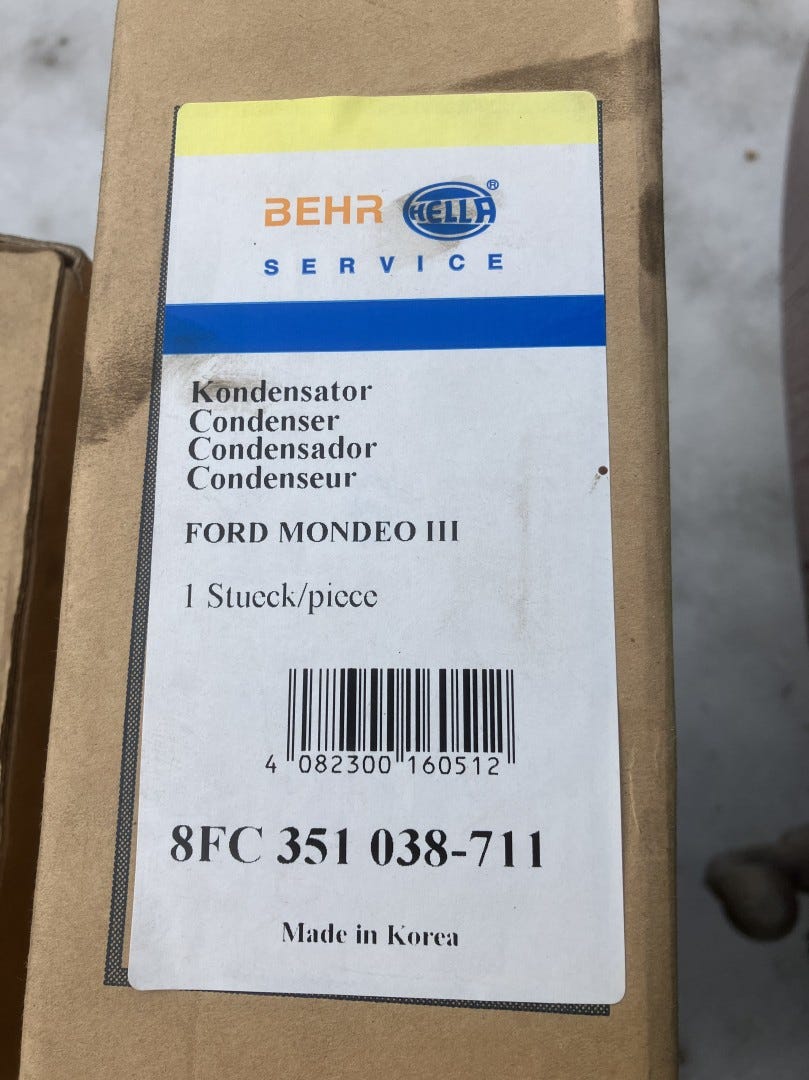 BEHR HELLA®
SERVICE
Kondensator
Condenser
Condensador
Condenseur
FORD MONDEO III
1 Stueck/piece
4 082300 160512
8FC 351 038-711
Made in Korea